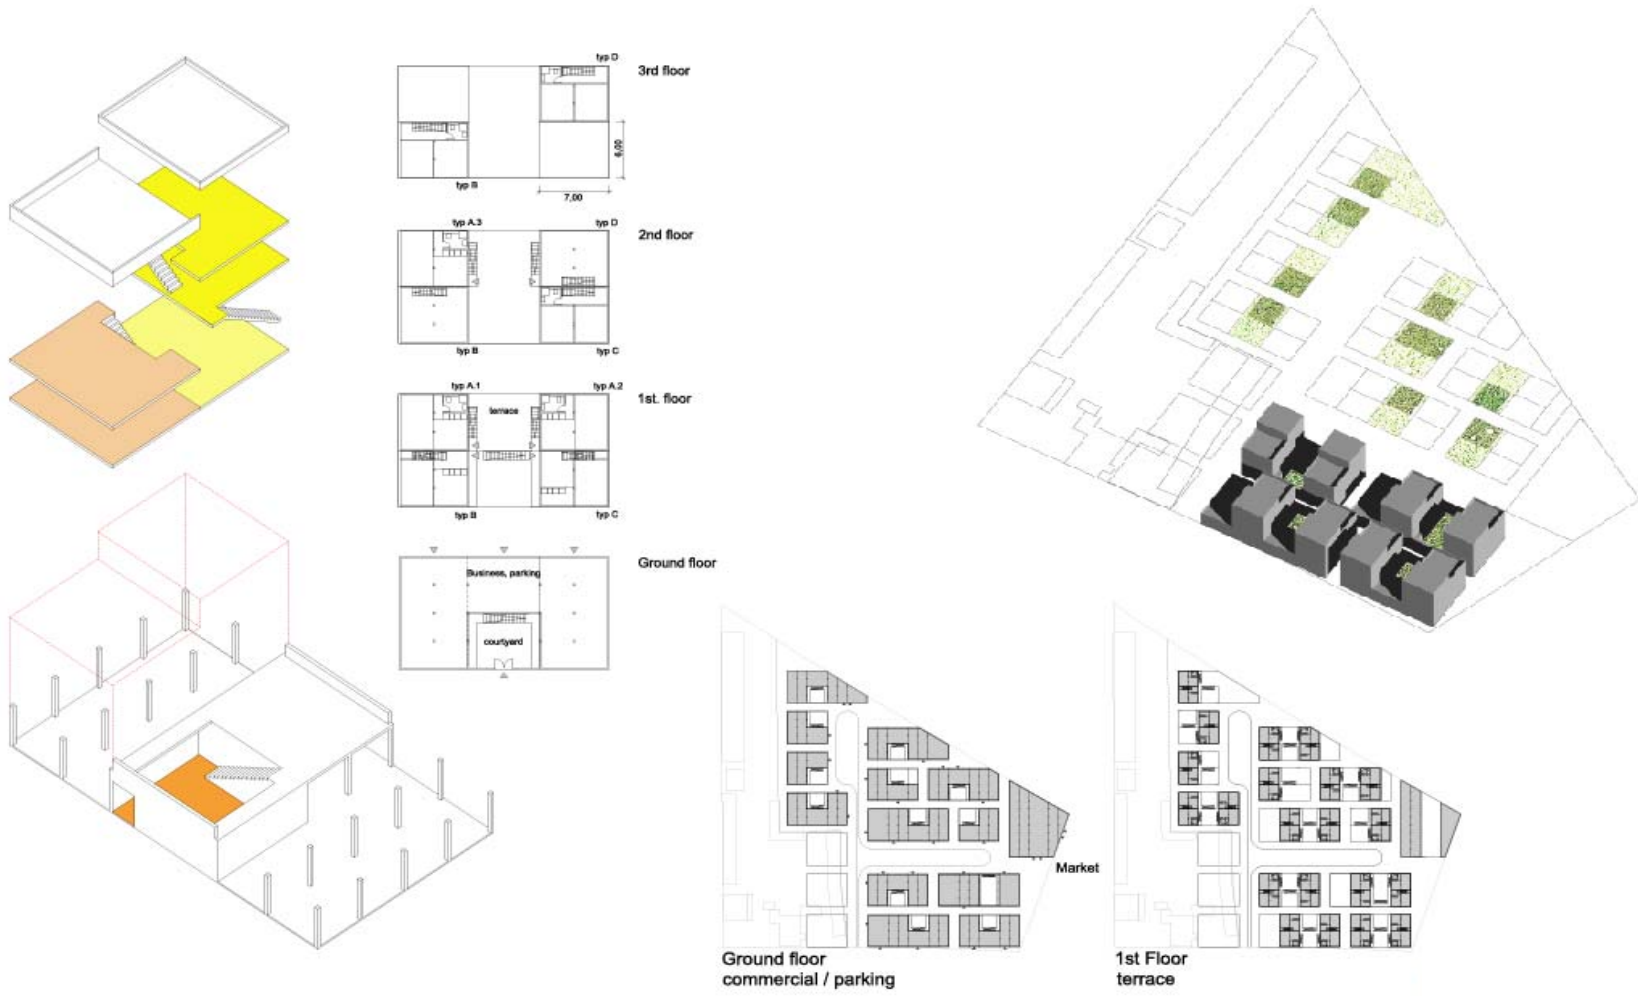 typ D
3rd floor
6,00
typ B
7,00
typ A.3
typ D
2nd floor
typ B
typ C
typ A.1
typ A.2
terrace
1st. floor
typ B
typ C
Business, parking
Ground floor
courtyard
Market
Ground floor
commercial / parking
1st Floor
terrace